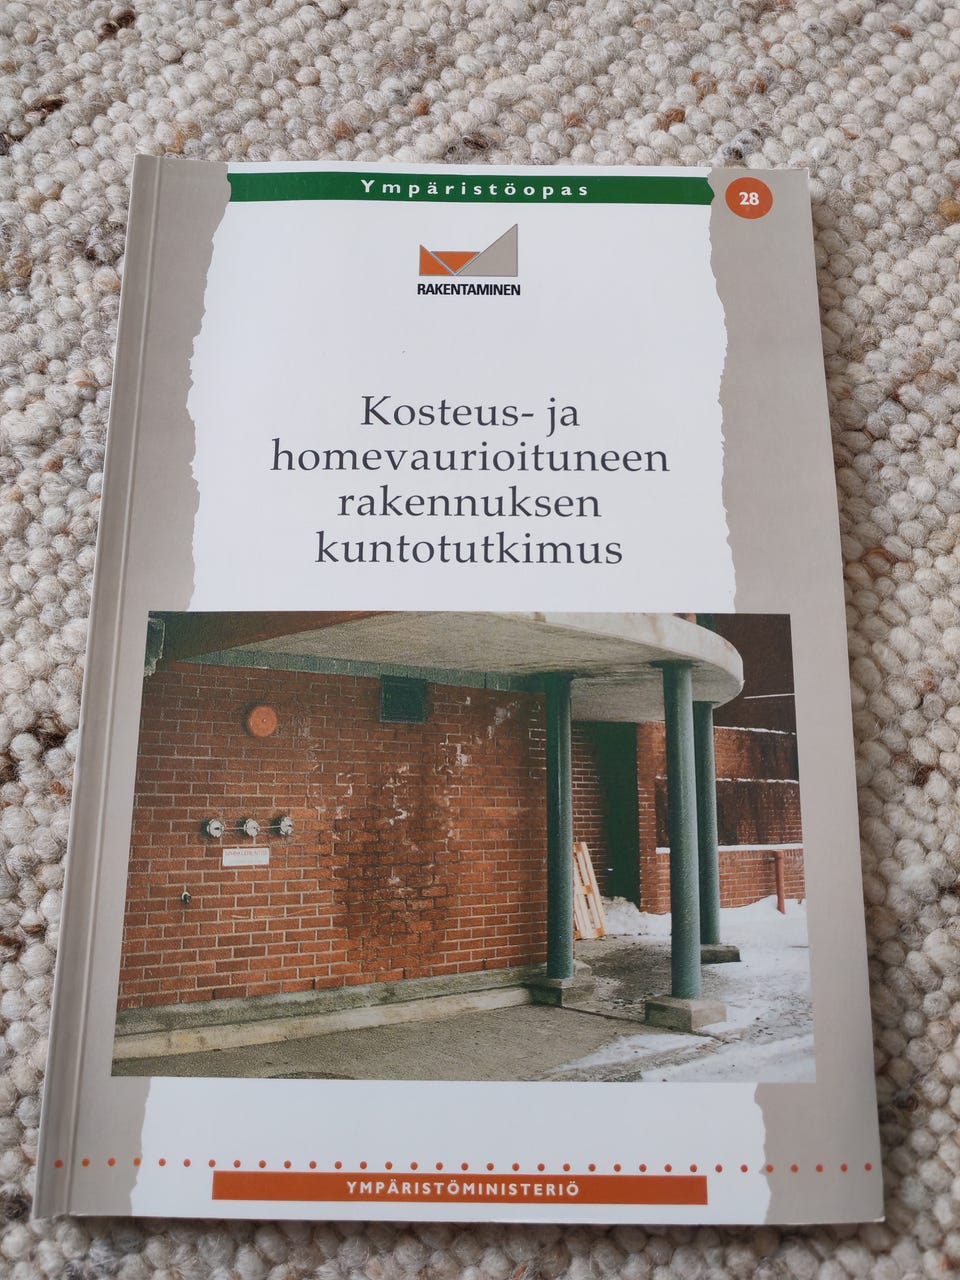 Ympäristöopas
28
RAKENTAMINEN
Kosteus- ja
homevaurioituneen
rakennuksen
kuntotutkimus
YMPÄRISTÖMINISTERIÖ